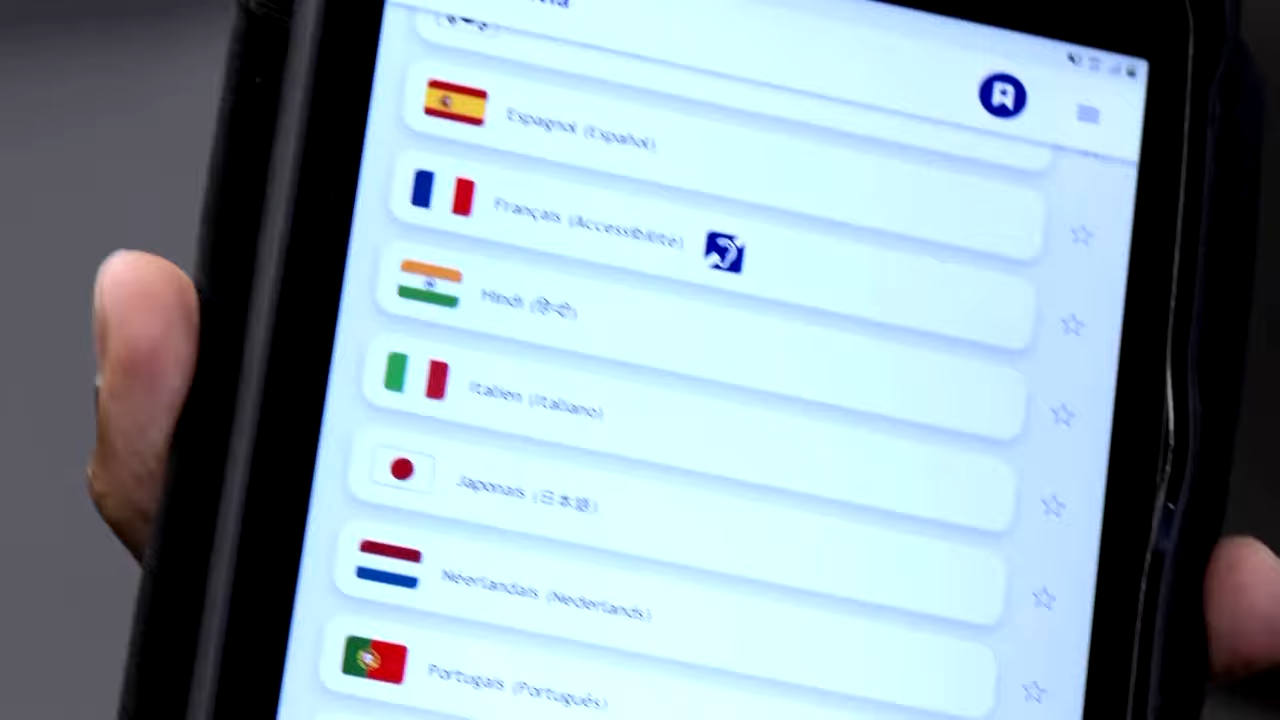 Espagnol (Español)
Français (Accessibilité)
Hindi (हिन्दी)
Italien (Italiano)
Japonais (日本語)
Néerlandais (Nederlands)
Portugais (Português)